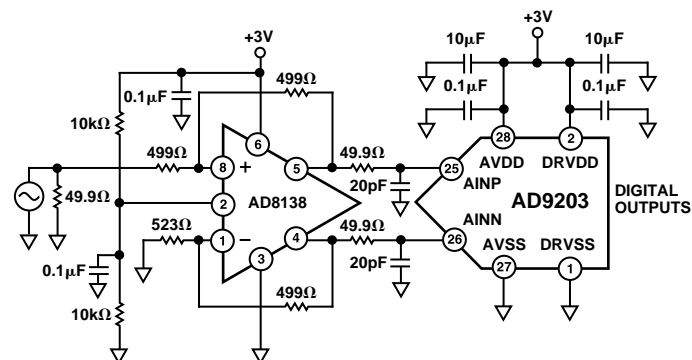 +3V
+3V
10µF
10µF
0.1µF
499Ω
0.1µF
0.1µF
10kΩ
499Ω
49.9Ω
28
2
AVDD
DRVDD
6
5
8
+
25
AINP
20pF
49.9Ω
2
AD8138
AD9203
DIGITAL
OUTPUTS
AINN
523Ω
1
–
4
49.9Ω
26
AVSS
DRVSS
3
20pF
27
1
0.1µF
499Ω
10kΩ